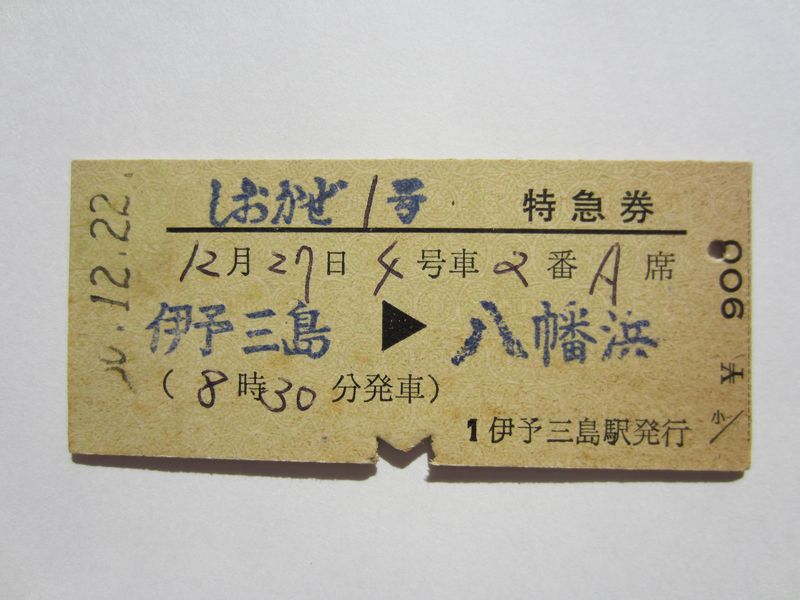 しおかぜ1号 特急券
12月27日4号車2番A席
伊予三島▶八幡浜
(8時30分発車)
1伊予三島駅発行
.12.22.
900